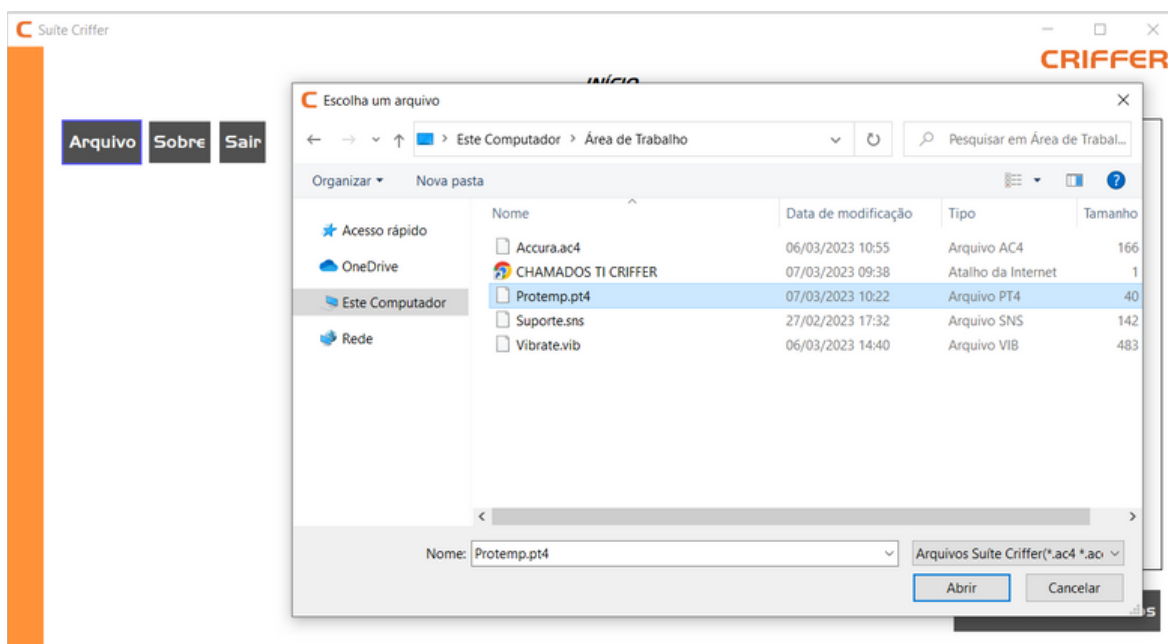 Suíte Criffer
CRIFFER
INÍCIO
Arquivo Sobre Sair
Escolha um arquivo
Este Computador > Área de Trabalho
Pesquisar em Área de Trabal...
Organizar Nova pasta
Nome Data de modificação Tipo Tamanho
Acesso rápido
OneDrive
Este Computador
Rede
Accura.ac4 06/03/2023 10:55 Arquivo AC4 166
CHAMADOS TI CRIFFER 07/03/2023 09:38 Atalho da Internet 1
Protemp.pt4 07/03/2023 10:22 Arquivo PT4 40
Suporte.sns 27/02/2023 17:32 Arquivo SNS 142
Vibrate.vib 06/03/2023 14:40 Arquivo VIB 483
Nome: Protemp.pt4 Arquivos Suíte Criffer(*.ac4 *.ac
Abrir Cancelar